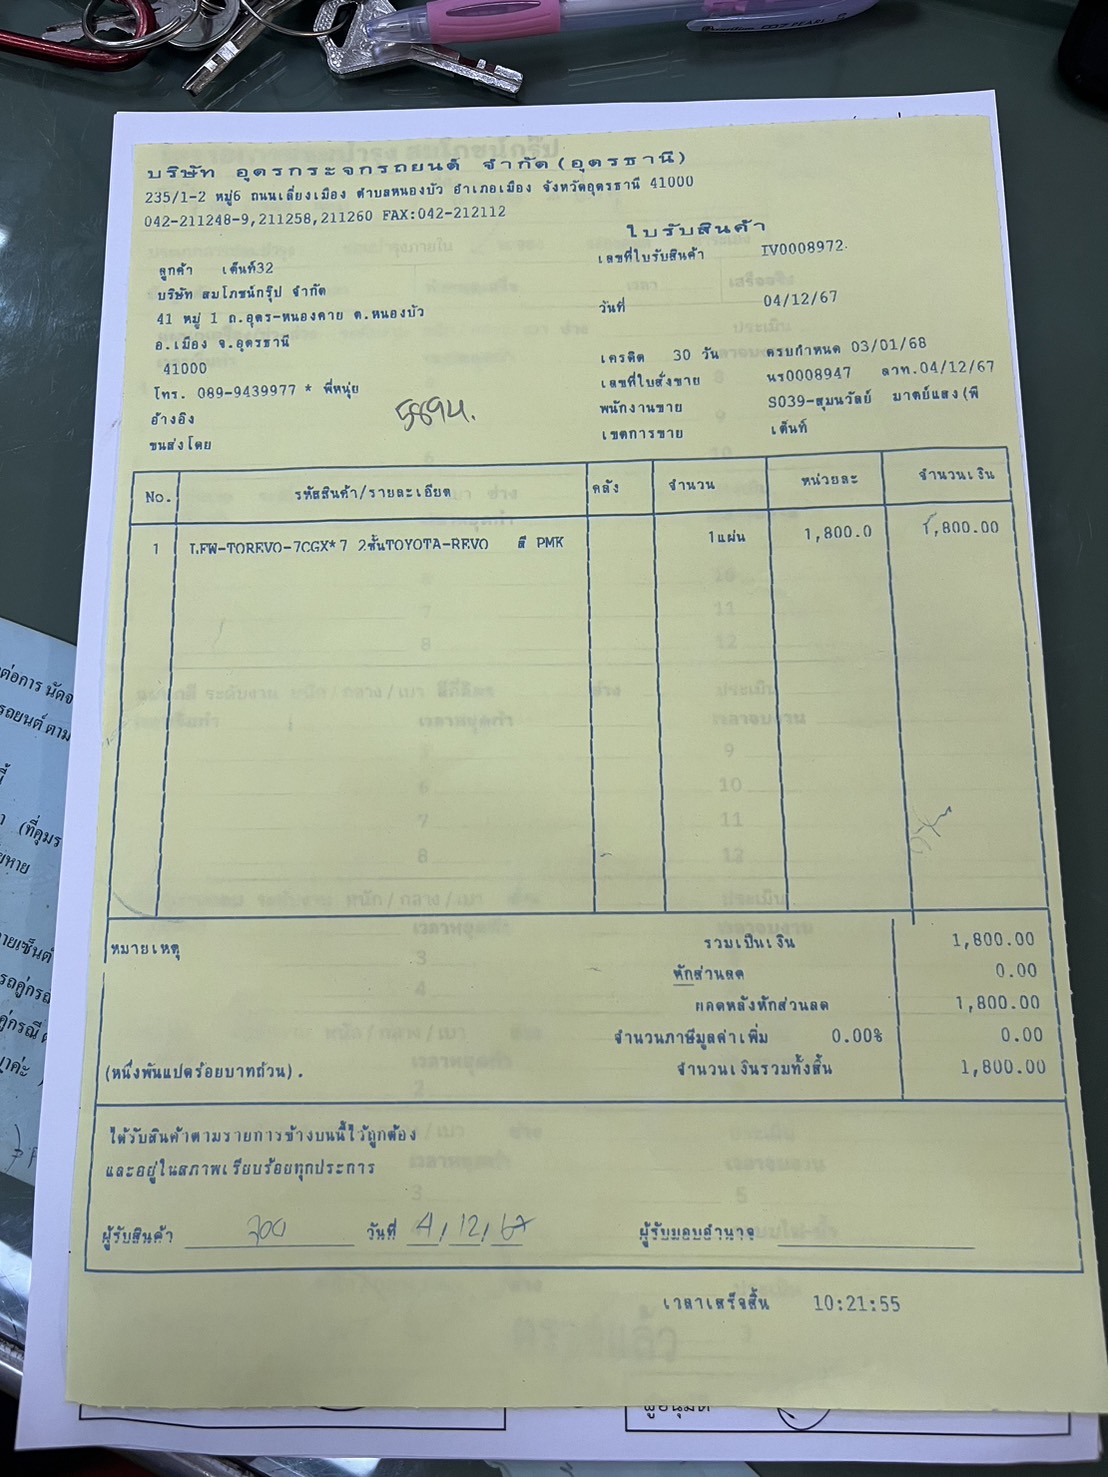 บริษัท อุดรกระจกรถยนต์ จำกัด(อุดรธานี)
235/1-2 หมู่6 ถนนเลี่ยงเมือง ตำบลหนองบัว อำเภอเมือง จังหวัดอุดรธานี 41000
042-211248-9,211258,211260 FAX:042-212112
ใบรับสินค้า
เลขที่ใบรับสินค้า IV0008972
ลูกค้า เต็นท์32
บริษัท สมโภชน์กรุ๊ป จำกัด
วันที่ 04/12/67
41 หมู่ 1 ถ.อุดร-หนองคาย ต.หนองบัว
อ.เมือง จ.อุดรธานี
เครดิต 30 วัน ครบกำหนด 03/01/68
41000
เลขที่ใบสั่งขาย นร0008947 ลาท.04/12/67
โทร. 089-9439977 * พี่หนุ่ย
พนักงานขาย S039-สุมนวัลย์ มาตย์แสง(พี
อ้างอิง
เขตการขาย เต็นท์
ขนส่งโดย
No. รหัสสินค้า/รายละเอียด คลัง จำนวน หน่วยละ จำนวนเงิน
1 LFW-TOREVO-7CGX*7 2ชั้นTOYOTA-REVO สี PMK 1แผ่น 1,800.0 1,800.00
หมายเหตุ รวมเป็นเงิน 1,800.00
หักส่วนลด 0.00
ยอดหลังหักส่วนลด 1,800.00
จำนวนภาษีมูลค่าเพิ่ม 0.00% 0.00
(หนึ่งพันแปดร้อยบาทถ้วน). จำนวนเงินรวมทั้งสิ้น 1,800.00
ได้รับสินค้าตามรายการข้างบนนี้ไว้ถูกต้อง
และอยู่ในสภาพเรียบร้อยทุกประการ
ผู้รับสินค้า วันที่ 4/12/67 ผู้รับมอบอำนาจ
เวลาเสร็จสิ้น 10:21:55
ผู้อนุมัติ